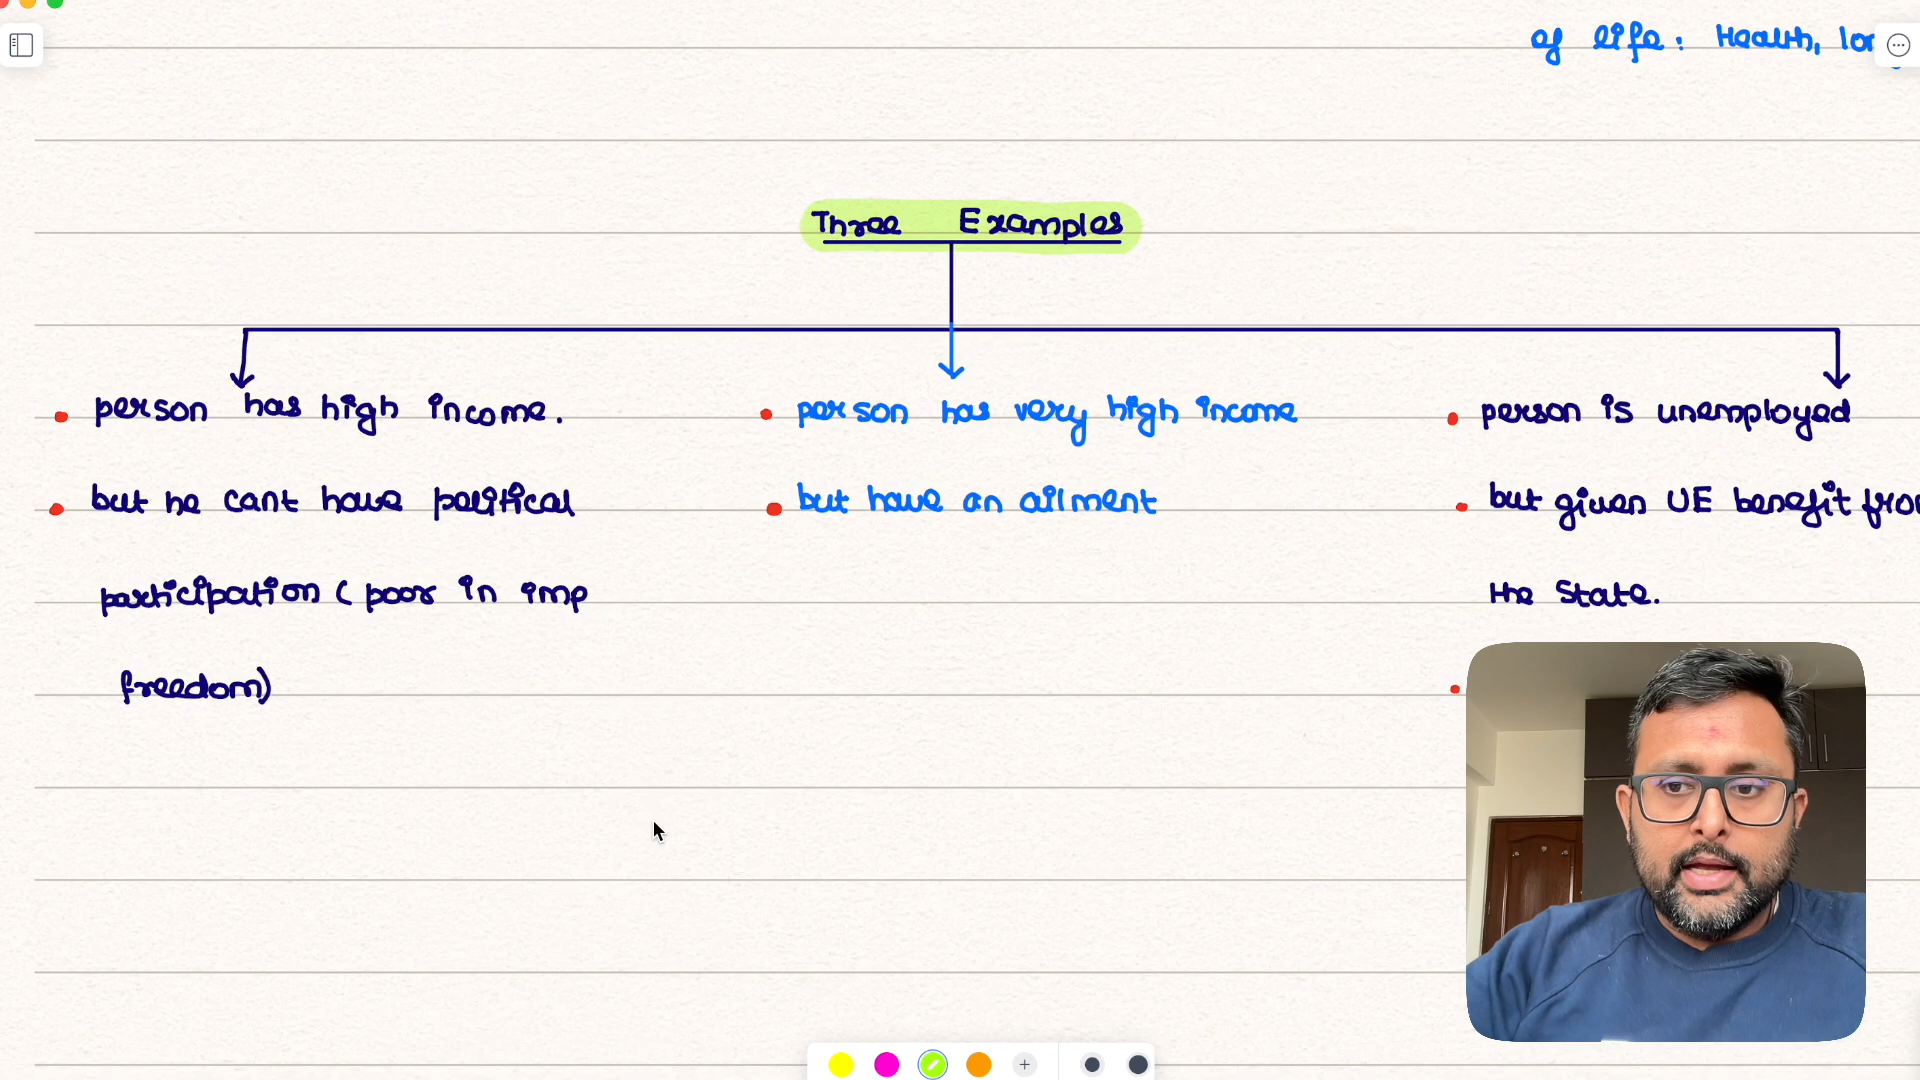 of life: Health,
Three Examples
person has high income.
but he cant have political
participation (poor in imp
freedom)
person has very high income
but have an ailment
person is unemployed
but given UE benefit
the State.